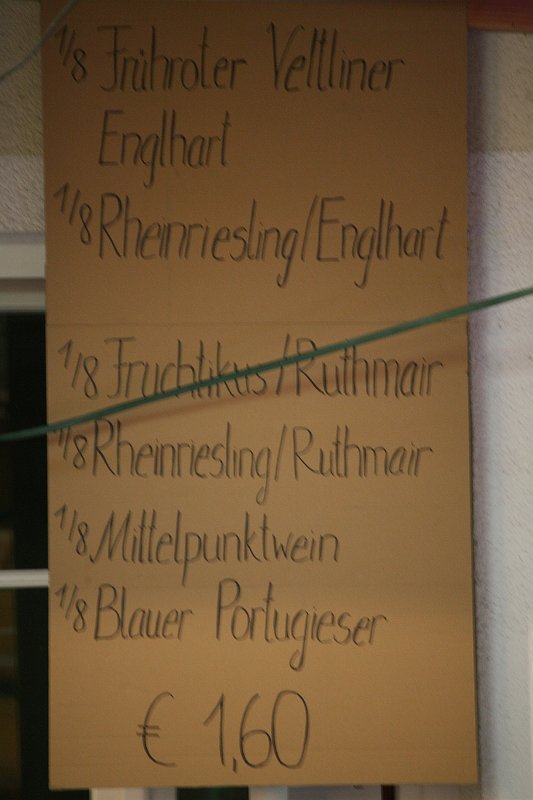 1/8 Frühroter Veltliner
Englhart
1/8 Rheinriesling/Englhart
1/8 Fruchtikus/Ruthmair
1/8 Rheinriesling/Ruthmair
1/8 Mittelpunktwein
1/8 Blauer Portugieser
€ 1,60